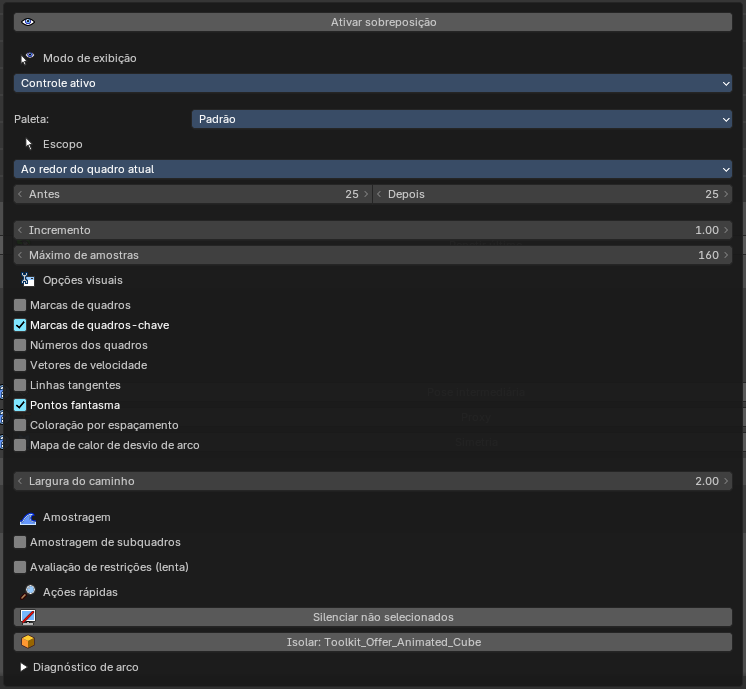 Ativar sobreposição
Modo de exibição
Controle ativo
Paleta: Padrão
Escopo
Ao redor do quadro atual
Antes 25 Depois 25
Incremento 1.00
Máximo de amostras 160
Opções visuais
Marcas de quadros
Marcas de quadros-chave
Números dos quadros
Vetores de velocidade
Linhas tangentes
Pontos fantasma
Coloração por espaçamento
Mapa de calor de desvio de arco
Largura do caminho 2.00
Amostragem
Amostragem de subquadros
Avaliação de restrições (lenta)
Ações rápidas
Silenciar não selecionados
Isolar: Toolkit_Offer_Animated_Cube
Diagnóstico de arco